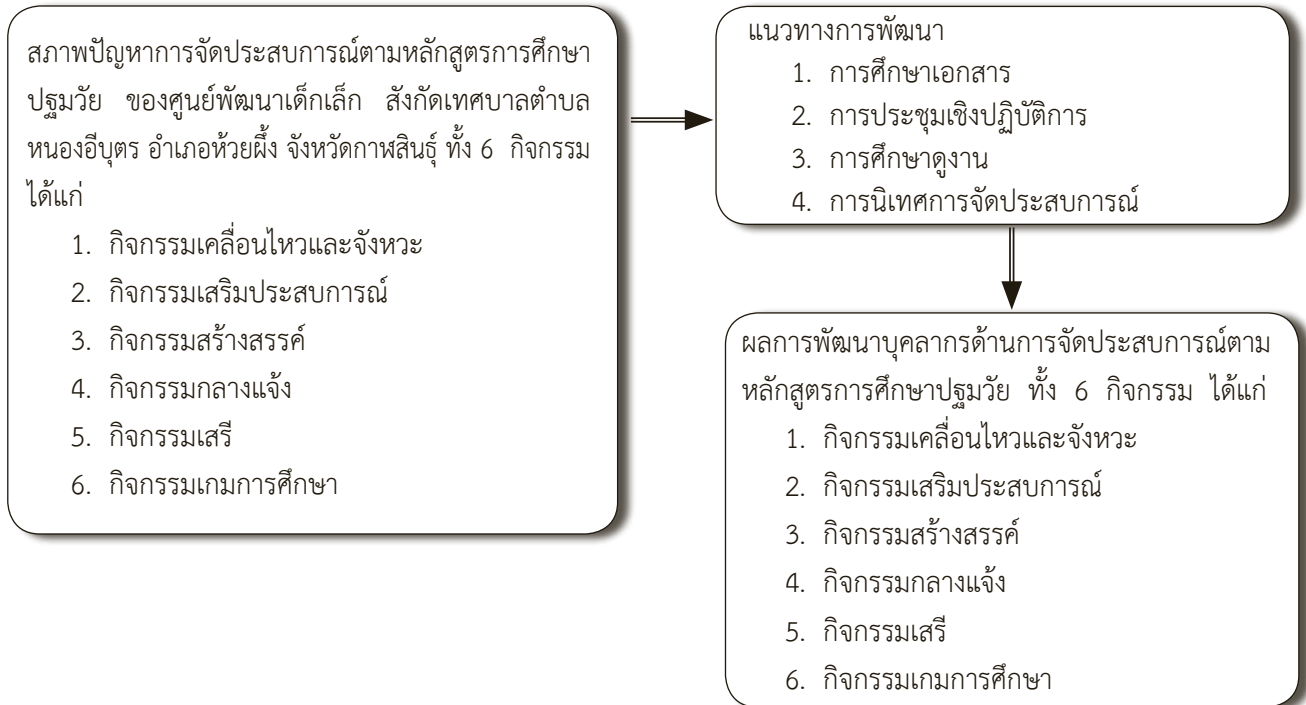 สภาพปัญหาการจัดประสบการณ์ตามหลักสูตรการศึกษา
ปฐมวัย ของศูนย์พัฒนาเด็กเล็ก สังกัดเทศบาลตำบล
หนองอีบุตร อำเภอห้วยผึ้ง จังหวัดกาฬสินธุ์ ทั้ง 6 กิจกรรม
ได้แก่
1. กิจกรรมเคลื่อนไหวและจังหวะ
2. กิจกรรมเสริมประสบการณ์
3. กิจกรรมสร้างสรรค์
4. กิจกรรมกลางแจ้ง
5. กิจกรรมเสรี
6. กิจกรรมเกมการศึกษา
แนวทางการพัฒนา
1. การศึกษาเอกสาร
2. การประชุมเชิงปฏิบัติการ
3. การศึกษาดูงาน
4. การนิเทศการจัดประสบการณ์
ผลการพัฒนาบุคลากรด้านการจัดประสบการณ์ตาม
หลักสูตรการศึกษาปฐมวัย ทั้ง 6 กิจกรรม ได้แก่
1. กิจกรรมเคลื่อนไหวและจังหวะ
2. กิจกรรมเสริมประสบการณ์
3. กิจกรรมสร้างสรรค์
4. กิจกรรมกลางแจ้ง
5. กิจกรรมเสรี
6. กิจกรรมเกมการศึกษา